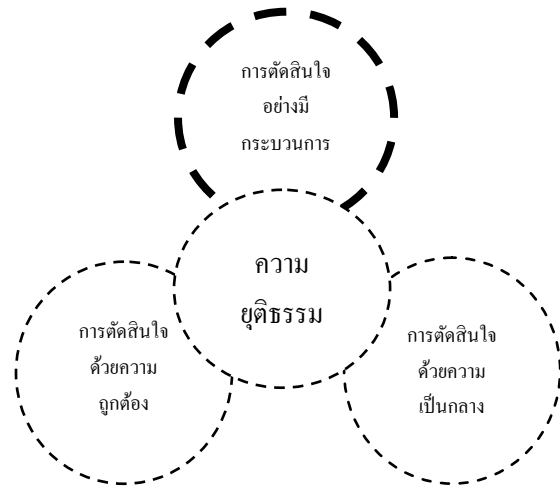 การตัดสินใจ
อย่างมี
กระบวนการ
ความ
ยุติธรรม
การตัดสินใจ
ด้วยความ
ถูกต้อง
การตัดสินใจ
ด้วยความ
เป็นกลาง